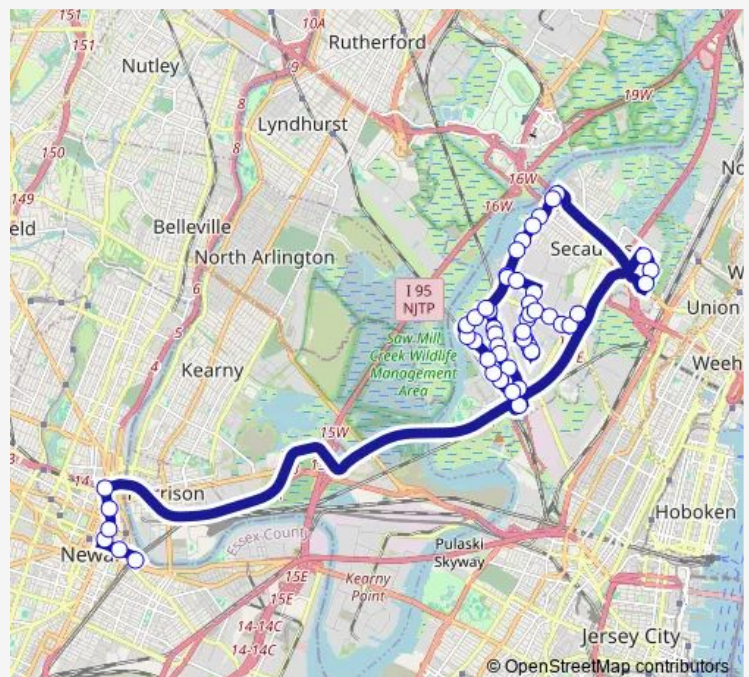 151
10A
151
Rutherford
Nutley
9
8
19W
Lyndhurst
150
8
16W
149
16W
Belleville
Secaucus
North Arlington
6
I 95
NJTP
Union
5
Saw Mill
Creek Wildlife
Management
Area
E
4
Kearny
15W
14
Harrison
Hoboken
Essex County
Pulaski
Skyway
Newark
15E
Kearny
Point
15E
14-14C
14-14C
Jersey City
© OpenStreetMap contributors